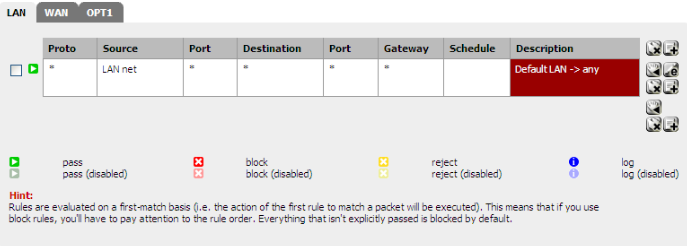 LAN WAN OPT1
Proto Source Port Destination Port Gateway Schedule Description
* LAN net * * * * Default LAN -> any
pass block reject log
pass (disabled) block (disabled) reject (disabled) log (disabled)
Hint:
Rules are evaluated on a first-match basis (i.e. the action of the first rule to match a packet will be executed). This means that if you use
block rules, you'll have to pay attention to the rule order. Everything that isn't explicitly passed is blocked by default.